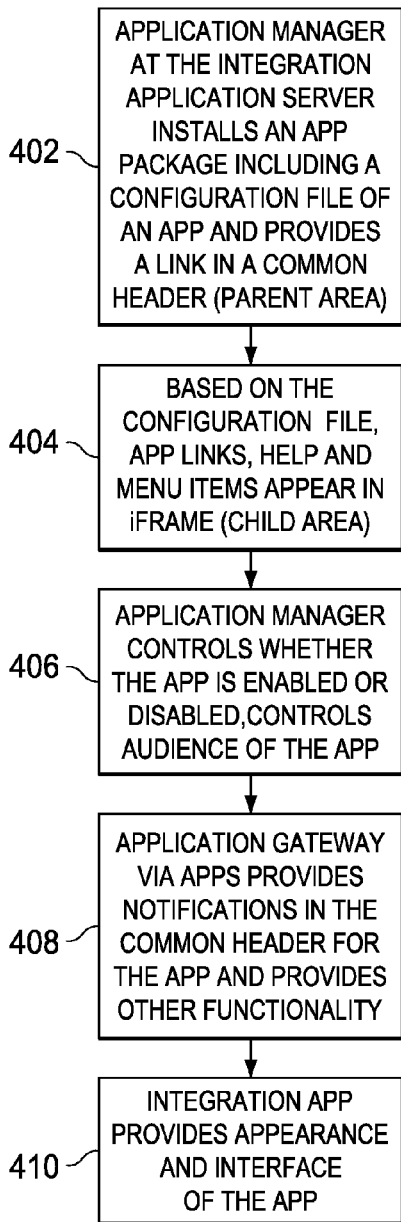 APPLICATION MANAGER
AT THE INTEGRATION
APPLICATION SERVER
INSTALLS AN APP
PACKAGE INCLUDING A
CONFIGURATION FILE OF
AN APP AND PROVIDES
A LINK IN A COMMON
HEADER (PARENT AREA)
402
BASED ON THE
CONFIGURATION FILE,
APP LINKS, HELP AND
MENU ITEMS APPEAR IN
iFRAME (CHILD AREA)
404
APPLICATION MANAGER
CONTROLS WHETHER
THE APP IS ENABLED OR
DISABLED,CONTROLS
AUDIENCE OF THE APP
406
APPLICATION GATEWAY
VIA APPS PROVIDES
NOTIFICATIONS IN THE
COMMON HEADER FOR
THE APP AND PROVIDES
OTHER FUNCTIONALITY
408
INTEGRATION APP
PROVIDES APPEARANCE
AND INTERFACE
OF THE APP
410